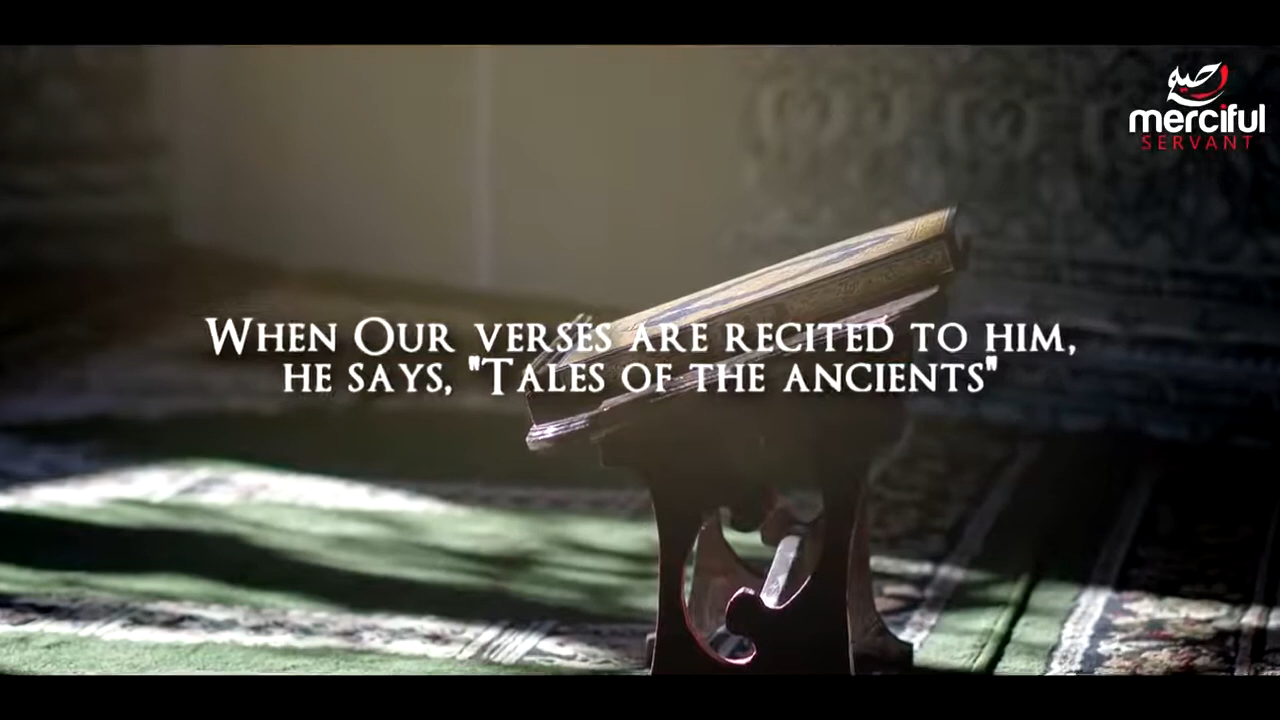 merciful
SERVANT
When Our verses are recited to him,
he says, "Tales of the ancients"